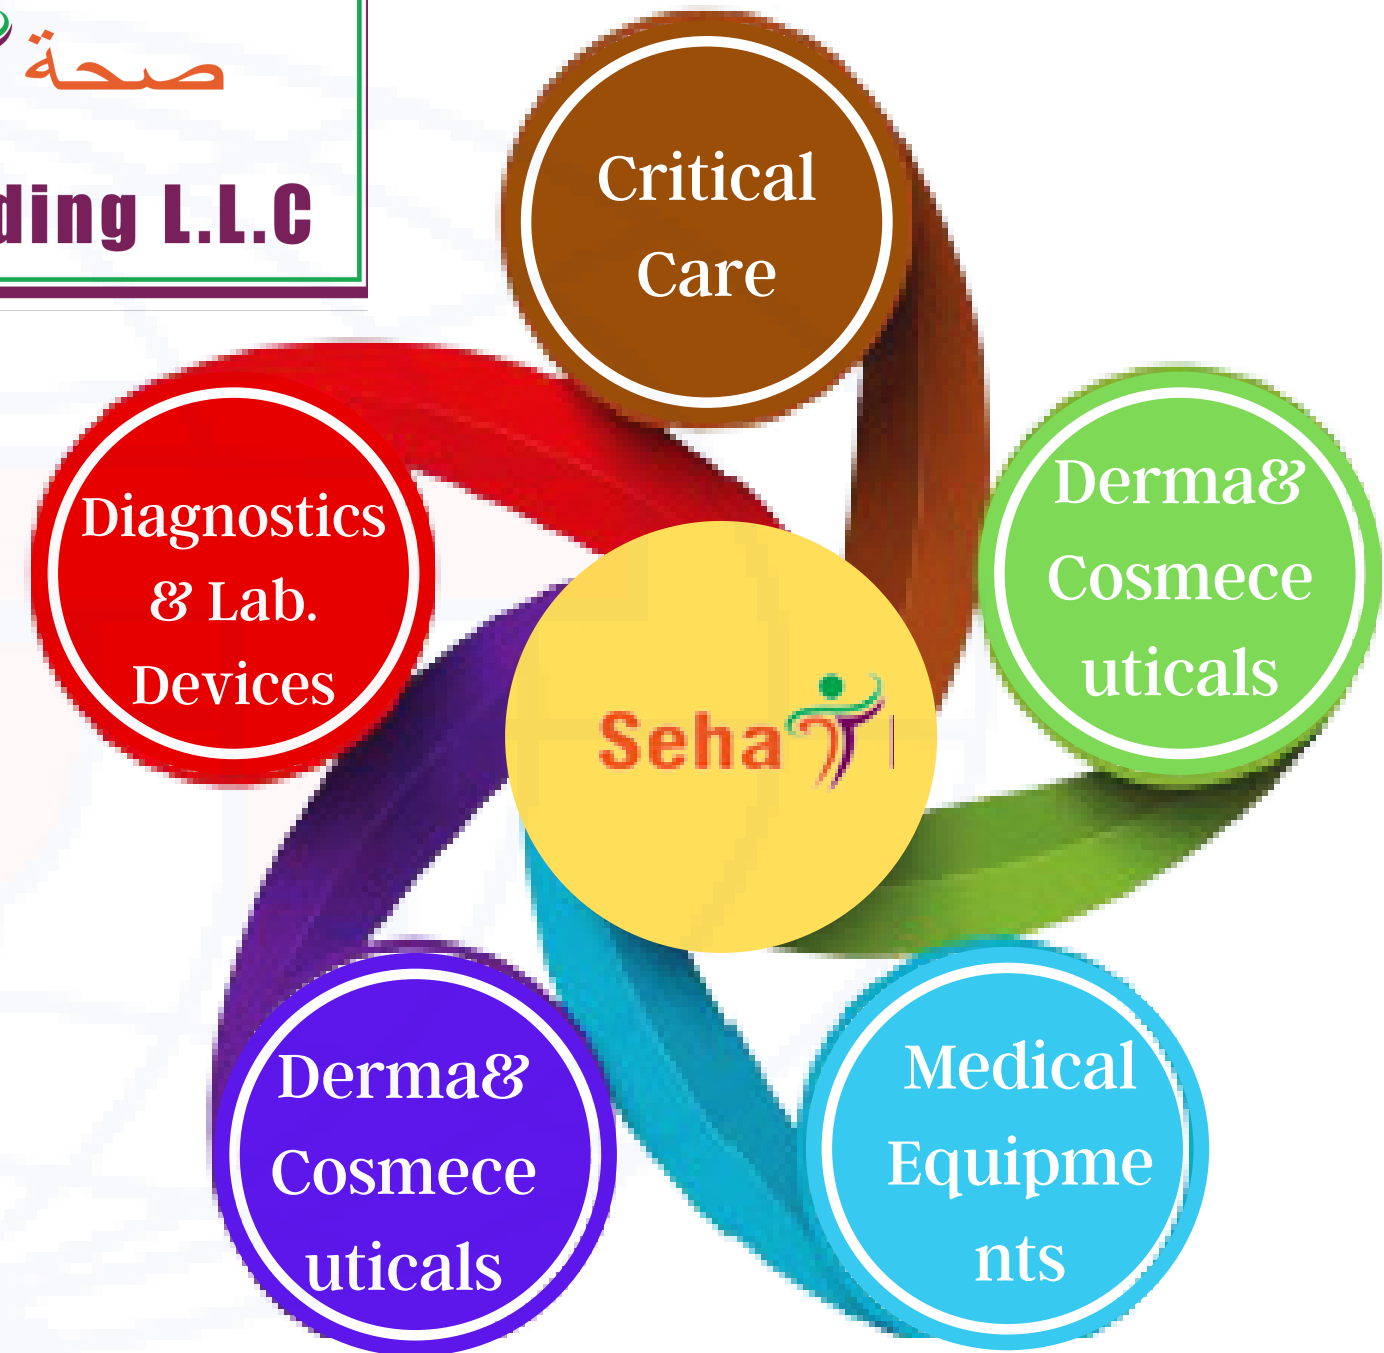 صحة
ding L.L.C
Critical
Care
Diagnostics
& Lab.
Devices
Derma&
Cosmece
uticals
Seha
Derma&
Cosmece
uticals
Medical
Equipme
nts